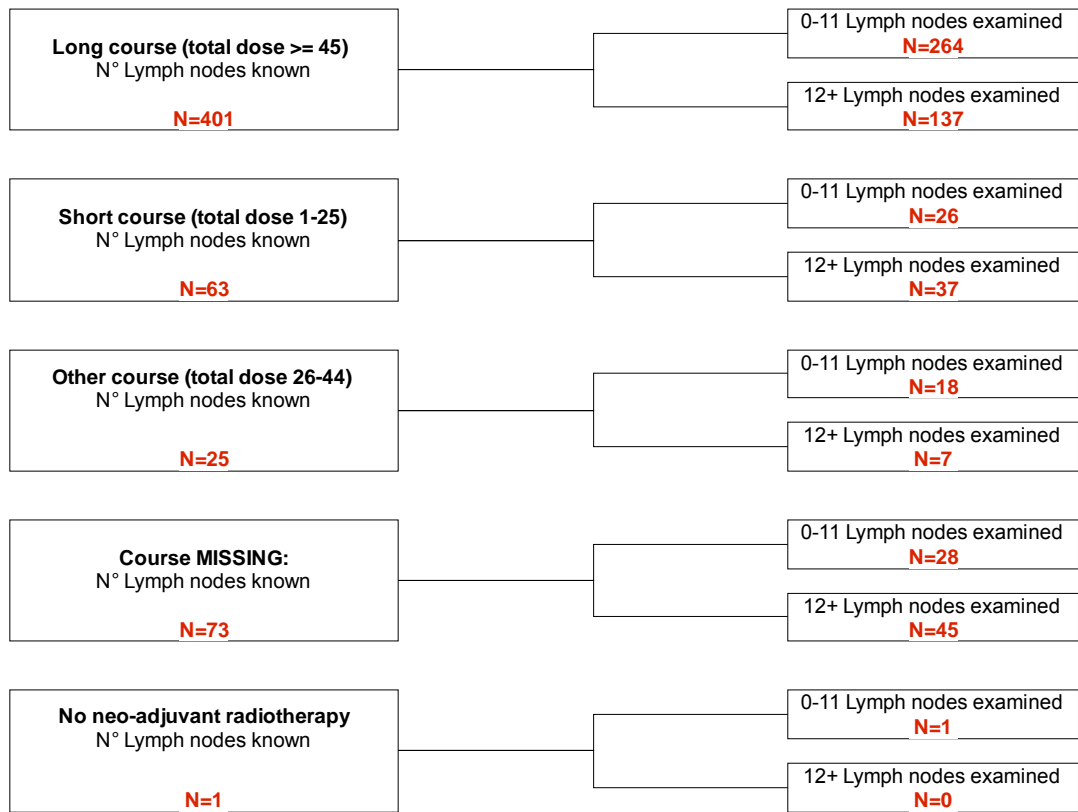 Long course (total dose >= 45)
N° Lymph nodes known
N=401
0-11 Lymph nodes examined
N=264
12+ Lymph nodes examined
N=137
Short course (total dose 1-25)
N° Lymph nodes known
N=63
0-11 Lymph nodes examined
N=26
12+ Lymph nodes examined
N=37
Other course (total dose 26-44)
N° Lymph nodes known
N=25
0-11 Lymph nodes examined
N=18
12+ Lymph nodes examined
N=7
Course MISSING:
N° Lymph nodes known
N=73
0-11 Lymph nodes examined
N=28
12+ Lymph nodes examined
N=45
No neo-adjuvant radiotherapy
N° Lymph nodes known
N=1
0-11 Lymph nodes examined
N=1
12+ Lymph nodes examined
N=0